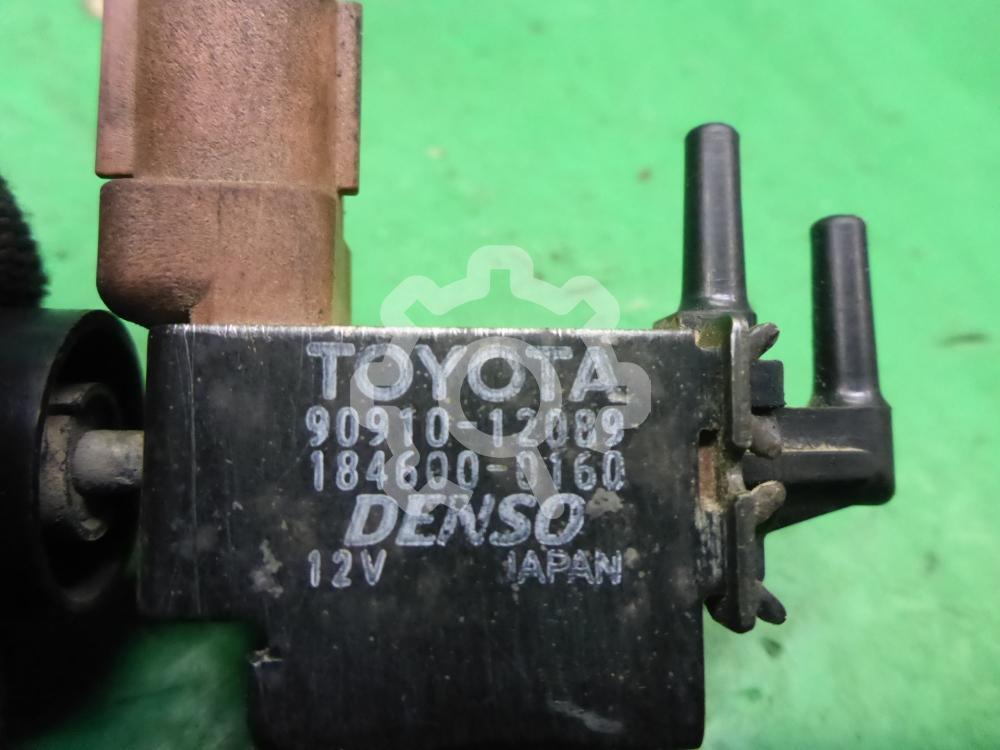 TOYOTA
90910-12089
184600-0160
DENSO
12V JAPAN